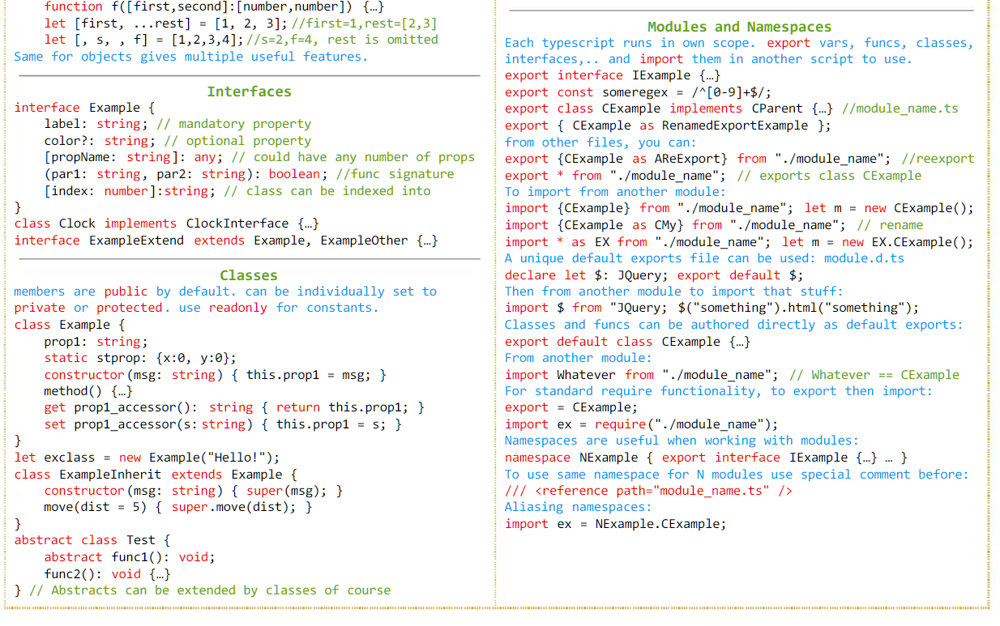 function f([first,second]:[number,number]) {…}
let [first, ...rest] = [1, 2, 3]; //first=1,rest=[2,3]
let [, s, , f] = [1,2,3,4]; //s=2,f=4, rest is omitted
Same for objects gives multiple useful features.
Interfaces
interface Example {
label: string; // mandatory property
color?: string; // optional property
[propName: string]: any; // could have any number of props
(par1: string, par2: string): boolean; //func signature
[index: number]:string; // class can be indexed into
}
class Clock implements ClockInterface {…}
interface ExampleExtend extends Example, ExampleOther {…}
Classes
members are public by default. can be individually set to
private or protected. use readonly for constants.
class Example {
prop1: string;
static stprop: {x:0, y:0};
constructor(msg: string) { this.prop1 = msg; }
method() {…}
get prop1_accessor(): string { return this.prop1; }
set prop1_accessor(s: string) { this.prop1 = s; }
}
let exclass = new Example("Hello!");
class ExampleInherit extends Example {
constructor(msg: string) { super(msg); }
move(dist = 5) { super.move(dist); }
}
abstract class Test {
abstract func1(): void;
func2(): void {…}
} // Abstracts can be extended by classes of course
Modules and Namespaces
Each typescript runs in own scope. export vars, funcs, classes,
interfaces,.. and import them in another script to use.
export interface IExample {…}
export const someregex = /^[0-9]+$/;
export class CExample implements CParent {…} //module_name.ts
export { CExample as RenamedExportExample };
from other files, you can:
export {CExample as AReExport} from "./module_name"; //reexport
export * from "./module_name"; // exports class CExample
To import from another module:
import {CExample} from "./module_name"; let m = new CExample();
import {CExample as CMy} from "./module_name"; // rename
import * as EX from "./module_name"; let m = new EX.CExample();
A unique default exports file can be used: module.d.ts
declare let $: JQuery; export default $;
Then from another module to import that stuff:
import $ from "JQuery; $("something").html("something");
Classes and funcs can be authored directly as default exports:
export default class CExample {…}
From another module:
import Whatever from "./module_name"; // Whatever == CExample
For standard require functionality, to export then import:
export = CExample;
import ex = require("./module_name");
Namespaces are useful when working with modules:
namespace NExample { export interface IExample {…} … }
To use same namespace for N modules use special comment before:
/// <reference path="module_name.ts" />
Aliasing namespaces:
import ex = NExample.CExample;